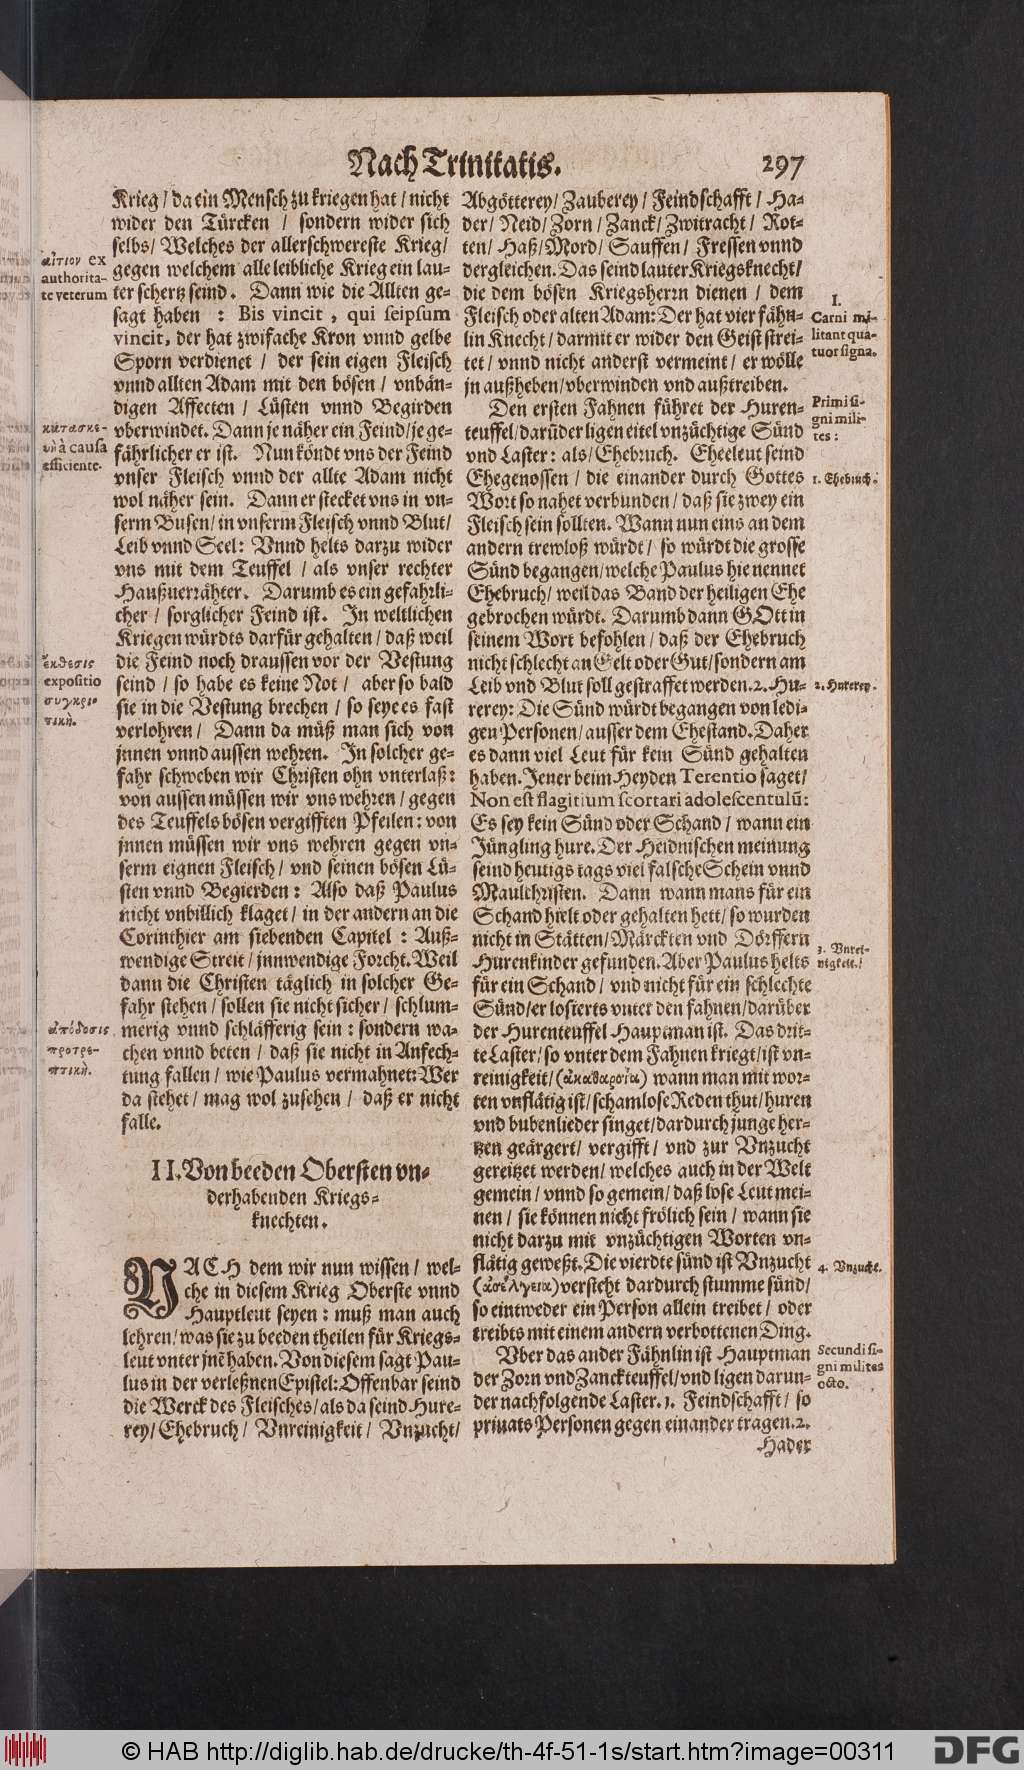 Nach Trinitatis. 297
Krieg / da ein Mensch zu kriegen hat / nicht
wider den Türcken / sondern wider sich
selbs / Welches der allerschwereste Krieg /
gegen welchem alle leibliche Krieg ein lau-
ter schertz seind. Dann wie die Allten ge-
sagt haben : Bis vincit, qui seipsum
vincit, der hat zwifache Kron vnnd gelbe
Sporn verdienet / der sein eigen Fleisch
vnnd allten Adam mit den bösen / vnbän-
digen Affecten / Lüsten vnnd Begirden
vberwindet. Dann je näher ein Feind / je ge-
fährlicher er ist. Nun köndt vns der Feind
vnser Fleisch vnnd der allte Adam nicht
wol näher sein. Dann er stecket vns in vn-
serm Busen / in vnserm Fleisch vnnd Blut /
Leib vnnd Seel: Vnnd helts darzu wider
vns mit dem Teuffel / als vnser rechter
Haußuerrähter. Darumb es ein gefährli-
cher / sorglicher Feind ist. In weltlichen
Kriegen würdts darfür gehalten / daß weil
die Feind noch draussen vor der Vestung
seind / so habe es keine Not / aber so bald
sie in die Vestung brechen / so seye es fast
verlohren / Dann da müß man sich von
jnnen vnnd aussen wehren. In solcher ge-
fahr schweben wir Christen ohn vnterlaß:
von aussen müssen wir vns wehren / gegen
des Teuffels bösen vergifften Pfeilen: von
jnnen müssen wir vns wehren gegen vn-
serm eignen Fleisch / vnd seinen bösen Lü-
sten vnnd Begierden: Also daß Paulus
nicht vnbillich klaget / in der andern an die
Corinthier am siebenden Capitel : Auß-
wendige Streit / jnnwendige Forcht. Weil
dann die Christen täglich in solcher Ge-
fahr stehen / sollen sie nicht sicher / schlum-
merig vnnd schläfferig sein: sondern wa-
chen vnnd beten / daß sie nicht in Anfech-
tung fallen / wie Paulus vermahnet: Wer
da stehet / mag wol zusehen / daß er nicht
falle.
II. Von beeden Obersten vn-
derhabenden Kriegs-
knechten.
NACH dem wir nun wissen / wel-
che in diesem Krieg Oberste vnnd
Hauptleut seyen: muß man auch
lehren / was sie zu beeden theilen für Kriegs-
leut vnter jnē haben. Von diesem sagt Pau-
lus in der verleßnen Epistel: Offenbar seind
die Werck des Fleisches / als da seind Hure-
rey / Ehebruch / Vnreinigkeit / Vnzucht /
αἴτιον ex
authorita-
te veterum
κατασκε-
υὴ à causa
efficiente.
ἔκθεσις
expositio
συγκρι-
τικὴ.
ἀπόδοσις
προτρε-
πτικὴ.
Abgötterey / Zauberey / Feindschafft / Ha-
der / Neid / Zorn / Zanck / Zwitracht / Rot-
ten / Haß / Mord / Sauffen / Fressen vnnd
dergleichen. Das seind lauter Kriegsknecht /
die dem bösen Kriegsherrn dienen / dem
Fleisch oder alten Adam: Der hat vier fähn-
lin Knecht / darmit er wider den Geist strei-
tet / vnnd nicht anderst vermeint / er wölle
jn außheben / vberwinden vnd außtreiben.
Den ersten Fahnen führet der Huren-
teuffel / darūder ligen eitel vnzüchtige Sünd
vnd Laster: als / Ehebruch. Eheleut seind
Ehegenossen / die einander durch Gottes
Wort so nahet verbunden / daß sie zwey ein
Fleisch sein sollten. Wann nun eins an dem
andern trewloß würdt / so würdt die grosse
Sünd begangen / welche Paulus hie nennet
Ehebruch / weil das Band der heiligen Ehe
gebrochen würdt. Darumb dann GOtt in
seinem Wort befohlen / daß der Ehebruch
nicht schlecht an Gelt oder Gut / sondern am
Leib vnd Blut soll gestraffet werden. 2. Hu-
rerey: Die Sünd würdt begangen von ledi-
gen Personen / ausser dem Ehestand. Daher
es dann viel Leut für kein Sünd gehalten
haben. Jener beim Heyden Terentio saget /
Non est flagitium scortari adolescentulū:
Es sey kein Sünd oder Schand / wann ein
Jüngling hure. Der Heidnischen meinung
seind heutigs tags viel falsche Schein vnnd
Maulchristen. Dann wann mans für ein
Schand hielt oder gehalten hett / so wurden
nicht in Stätten / Märckten vnd Dörffern
Hurenkinder gefunden. Aber Paulus helts
für ein Schand / vnd nicht für ein schlechte
Sünd / er losierts vnter den fahnen / darüber
der Hurenteuffel Hauptman ist. Das drit-
te Laster / so vnter dem Fahnen kriegt / ist vn-
reinigkeit / (ἀκαθαρσία) wann man mit wor-
ten vnflätig ist / schamlose Reden thut / huren
vnd bubenlieder singet / dardurch junge her-
tzen geärgert / vergifft / vnd zur Vnzucht
gereitzet werden / welches auch in der Welt
gemein / vnnd so gemein / daß lose Leut mei-
nen / sie können nicht frölich sein / wann sie
nicht darzu mit vnzüchtigen Worten vn-
flätig geweßt. Die vierdte sünd ist Vnzucht
(ἀσέλγεια) versteht dardurch stumme sünd /
so eintweder ein Person allein treibet / oder
treibts mit einem andern verbottenen Ding.
Vber das ander Fähnlin ist Hauptman
der Zorn vnd Zanckteuffel / vnd ligen darun-
der nachfolgende Laster. 1. Feindschafft / so
priuats Personen gegen einander tragen. 2.
Hader
I.
Carni mi-
litant qua-
tuor signa.
Primi si-
gni mili-
tes:
1. Ehebruch.
2. Hurerey.
3. Vnrei-
nigkeit.
4. Vnzucht.
Secundi si-
gni milites
octo.
© HAB http://diglib.hab.de/drucke/th-4f-51-1s/start.htm?image=00311
DFG